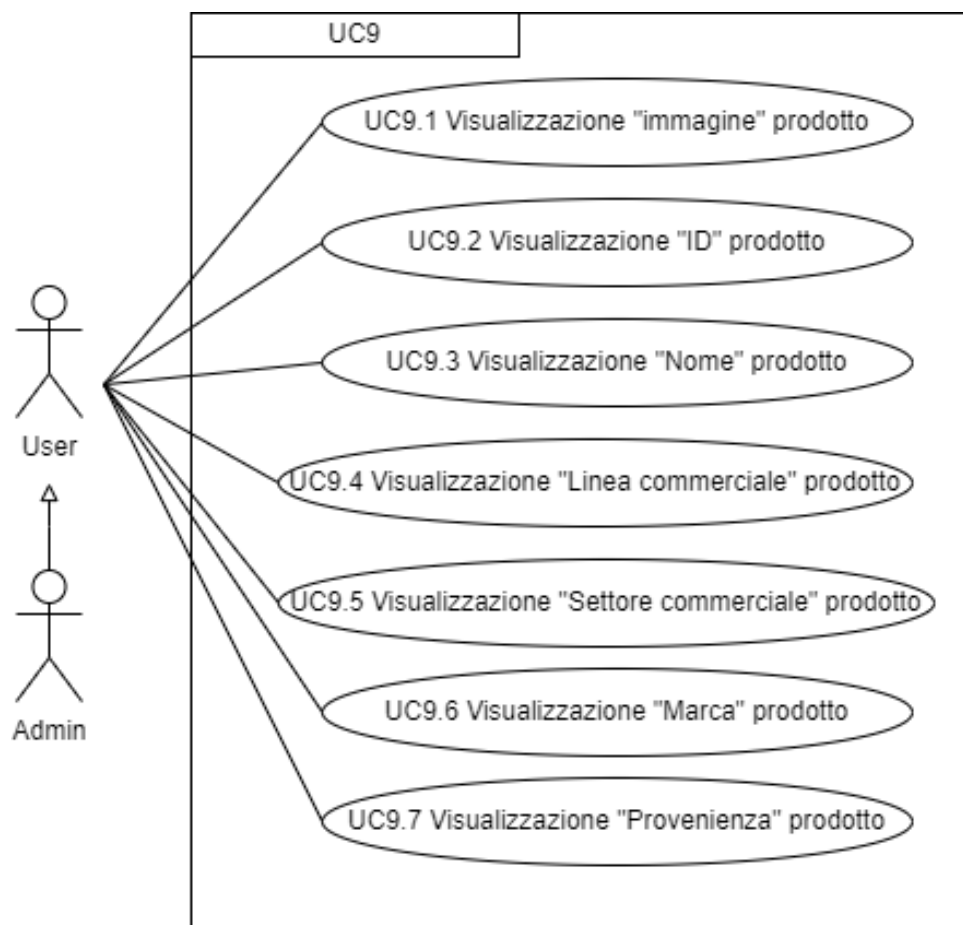 UC9
UC9.1 Visualizzazione "immagine" prodotto
UC9.2 Visualizzazione "ID" prodotto
UC9.3 Visualizzazione "Nome" prodotto
User
UC9.4 Visualizzazione "Linea commerciale" prodotto
UC9.5 Visualizzazione "Settore commerciale" prodotto
UC9.6 Visualizzazione "Marca" prodotto
Admin
UC9.7 Visualizzazione "Provenienza" prodotto